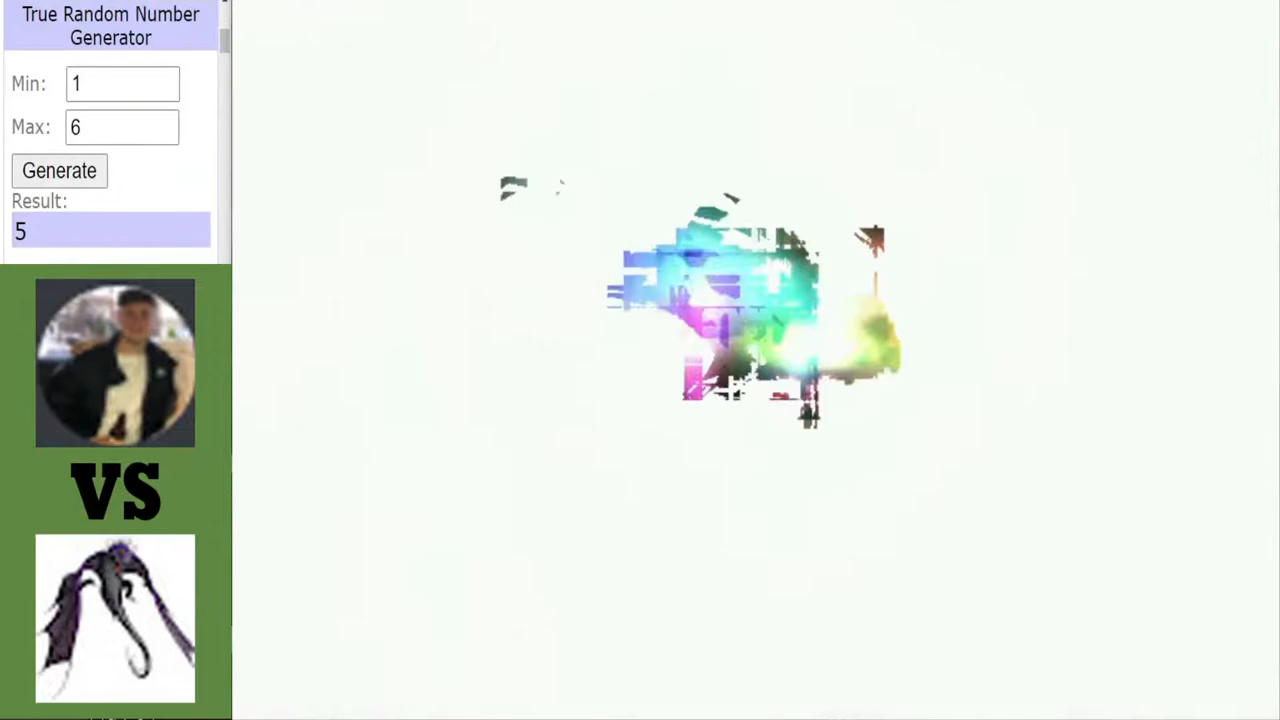 True Random Number
Generator
Min: 1
Max: 6
Generate
Result:
5
VS